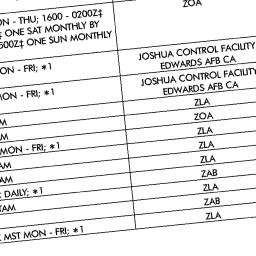 ON - THU; 1600 - 0200Z‡ ZOA
‡ ONE SAT MONTHLY BY
500Z‡ ONE SUN MONTHLY
ON - FRI; *1 JOSHUA CONTROL FACILITY
EDWARDS AFB CA
MON - FRI; *1 JOSHUA CONTROL FACILITY
EDWARDS AFB CA
ZLA
AM ZOA
AM ZLA
MON - FRI; *1 ZLA
AM ZLA
AM ZAB
DAILY; *1 ZLA
TAM ZAB
MST MON - FRI; *1 ZLA